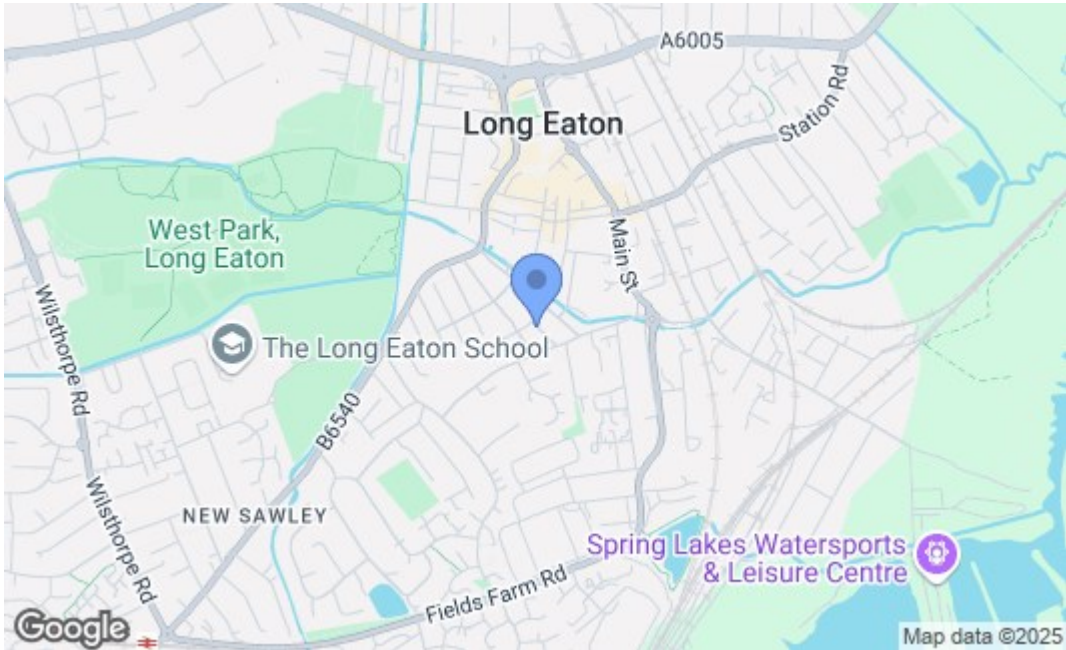 A6005
Station Rd
Long Eaton
Main St
West Park,
Long Eaton
Wilsthorpe Rd
The Long Eaton School
B6540
Wilsthorpe Rd
NEW SAWLEY
Spring Lakes Watersports
& Leisure Centre
Fields Farm Rd
Google
Map data ©2025